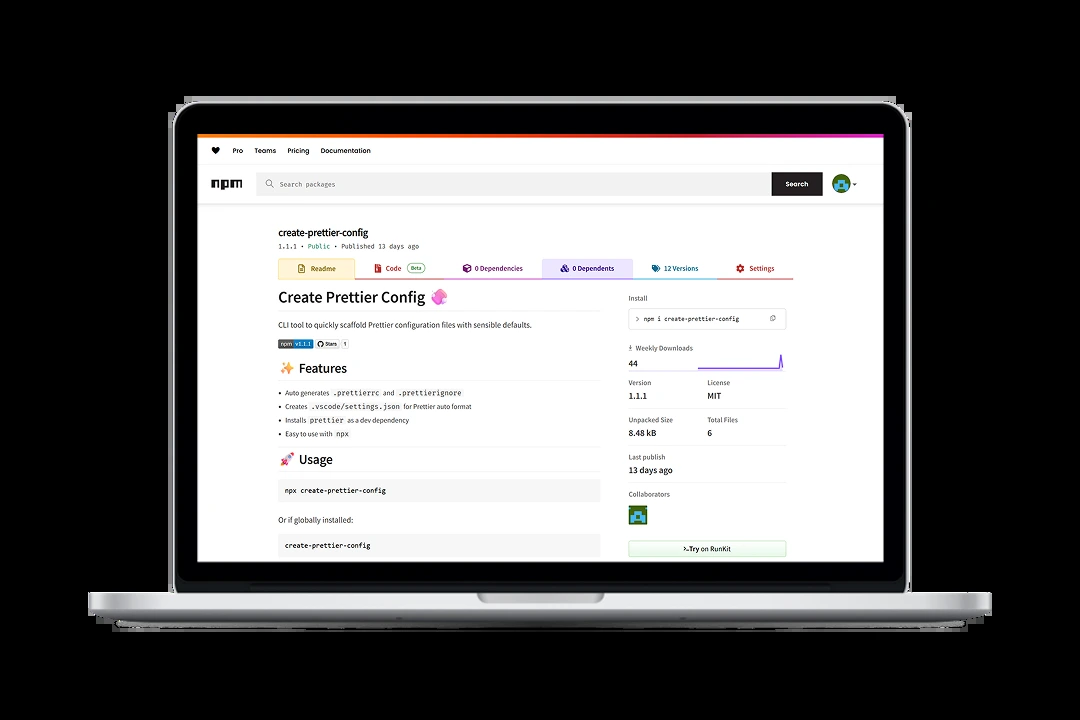 Pro Teams Pricing Documentation
npm Search packages Search
create-prettier-config
1.1.1 • Public • Published 13 days ago
Readme Code Beta 0 Dependencies 0 Dependents 12 Versions Settings
Create Prettier Config
CLI tool to quickly scaffold Prettier configuration files with sensible defaults.
npm v1.1.1 Stars 1
✨ Features
• Auto generates .prettierrc and .prettierignore
• Creates .vscode/settings.json for Prettier auto format
• Installs prettier as a dev dependency
• Easy to use with npx
🚀 Usage
npx create-prettier-config
Or if globally installed:
create-prettier-config
Install
> npm i create-prettier-config
Weekly Downloads
44
Version License
1.1.1 MIT
Unpacked Size Total Files
8.48 kB 6
Last publish
13 days ago
Collaborators
>_Try on RunKit